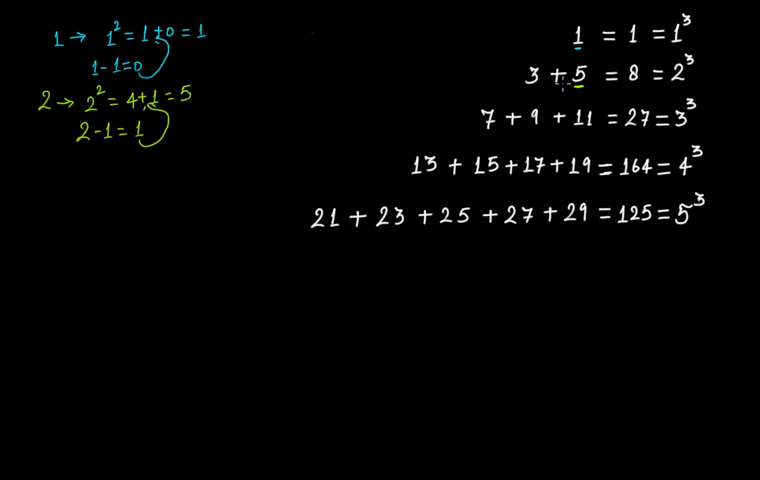 1 → 1² = 1+0 = 1
1-1=0
2 → 2² = 4+1 = 5
2-1 = 1
1 = 1 = 1³
3 + 5 = 8 = 2³
7 + 9 + 11 = 27 = 3³
13 + 15 + 17 + 19 = 164 = 4³
21 + 23 + 25 + 27 + 29 = 125 = 5³